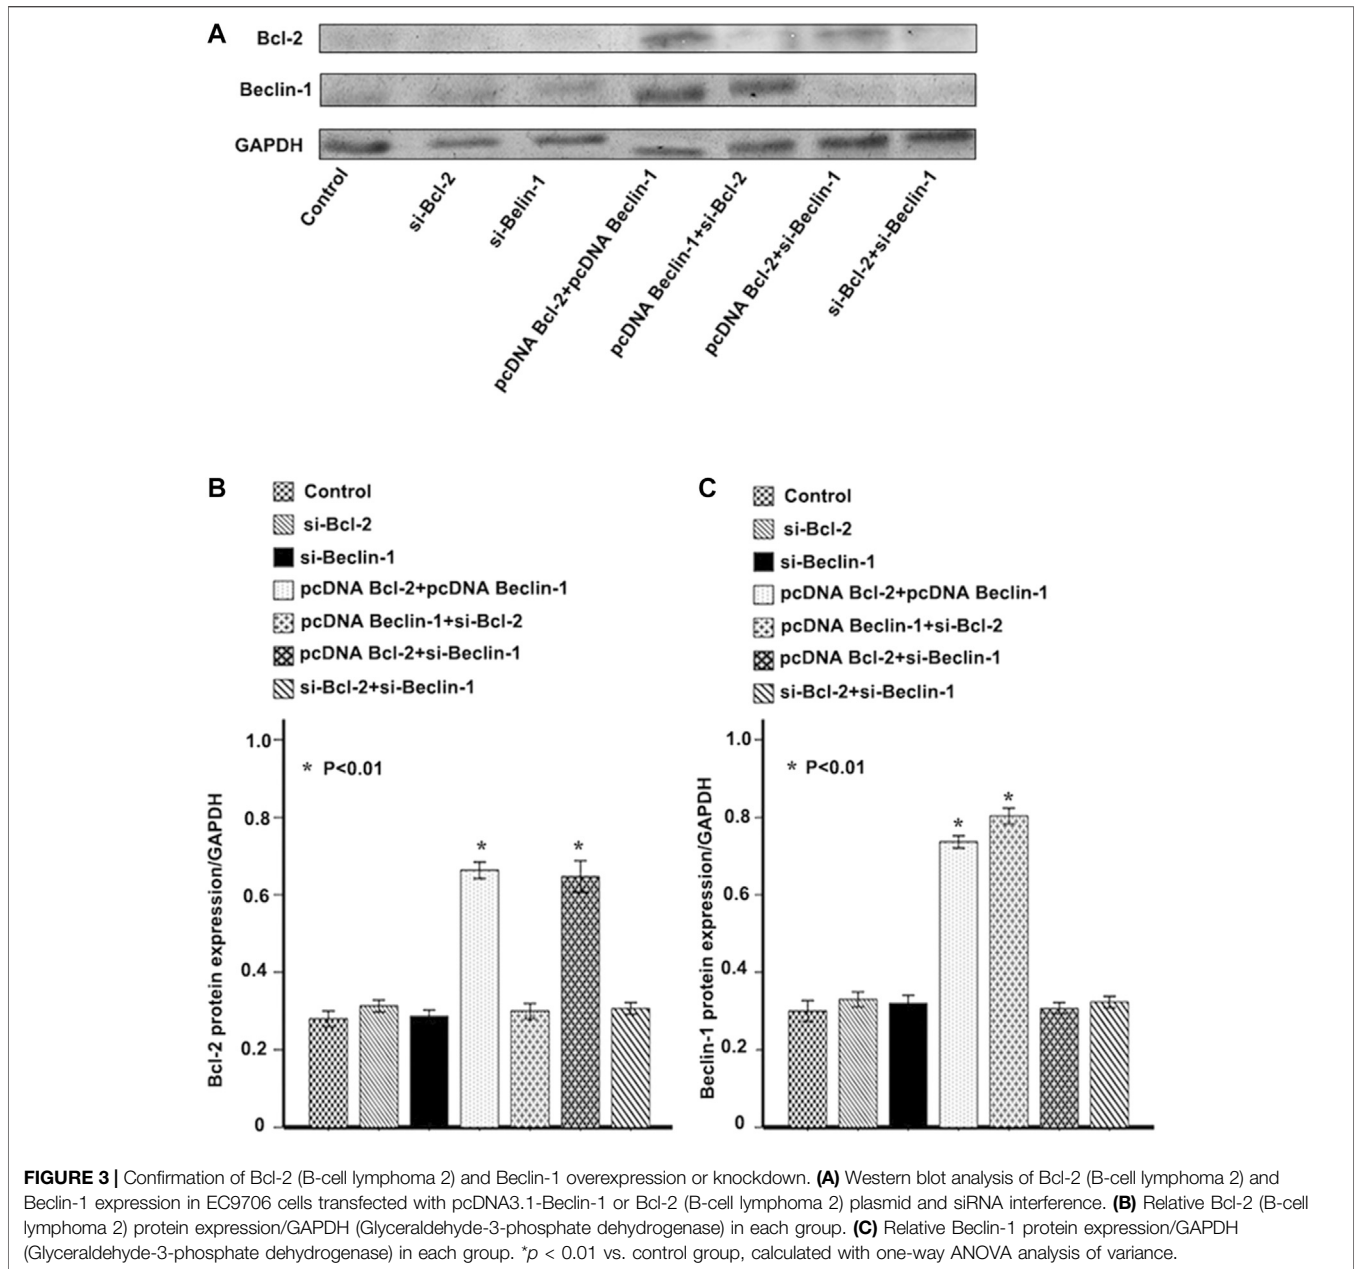 A
Bcl-2
Beclin-1
GAPDH
Control
si-Bcl-2
si-Belin-1
pcDNA Bcl-2+pcDNA Beclin-1
pcDNA Beclin-1+si-Bcl-2
pcDNA Bcl-2+si-Beclin-1
si-Bcl-2+si-Beclin-1
B
Control
si-Bcl-2
si-Beclin-1
pcDNA Bcl-2+pcDNA Beclin-1
pcDNA Beclin-1+si-Bcl-2
pcDNA Bcl-2+si-Beclin-1
si-Bcl-2+si-Beclin-1
Bcl-2 protein expression/GAPDH
1.0
0.8
0.6
0.4
0.2
0
* P<0.01
*
*
C
Control
si-Bcl-2
si-Beclin-1
pcDNA Bcl-2+pcDNA Beclin-1
pcDNA Beclin-1+si-Bcl-2
pcDNA Bcl-2+si-Beclin-1
si-Bcl-2+si-Beclin-1
Beclin-1 protein expression/GAPDH
1.0
0.8
0.6
0.4
0.2
0
* P<0.01
*
*
FIGURE 3 | Confirmation of Bcl-2 (B-cell lymphoma 2) and Beclin-1 overexpression or knockdown. (A) Western blot analysis of Bcl-2 (B-cell lymphoma 2) and
Beclin-1 expression in EC9706 cells transfected with pcDNA3.1-Beclin-1 or Bcl-2 (B-cell lymphoma 2) plasmid and siRNA interference. (B) Relative Bcl-2 (B-cell
lymphoma 2) protein expression/GAPDH (Glyceraldehyde-3-phosphate dehydrogenase) in each group. (C) Relative Beclin-1 protein expression/GAPDH
(Glyceraldehyde-3-phosphate dehydrogenase) in each group. *p < 0.01 vs. control group, calculated with one-way ANOVA analysis of variance.